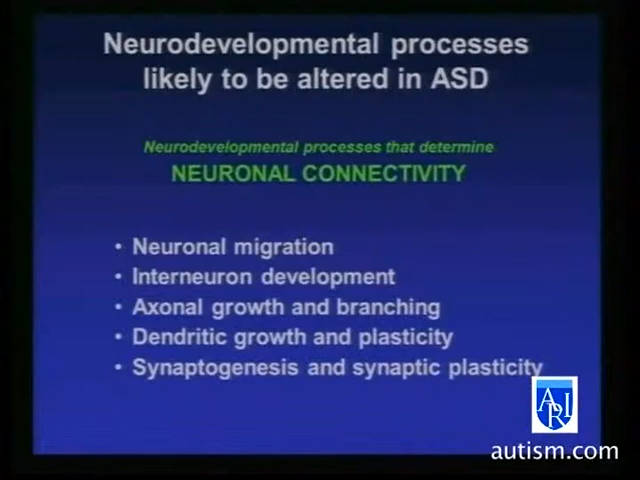 Neurodevelopmental processes
likely to be altered in ASD
Neurodevelopmental processes that determine
NEURONAL CONNECTIVITY
• Neuronal migration
• Interneuron development
• Axonal growth and branching
• Dendritic growth and plasticity
• Synaptogenesis and synaptic plasticity
ARI
autism.com